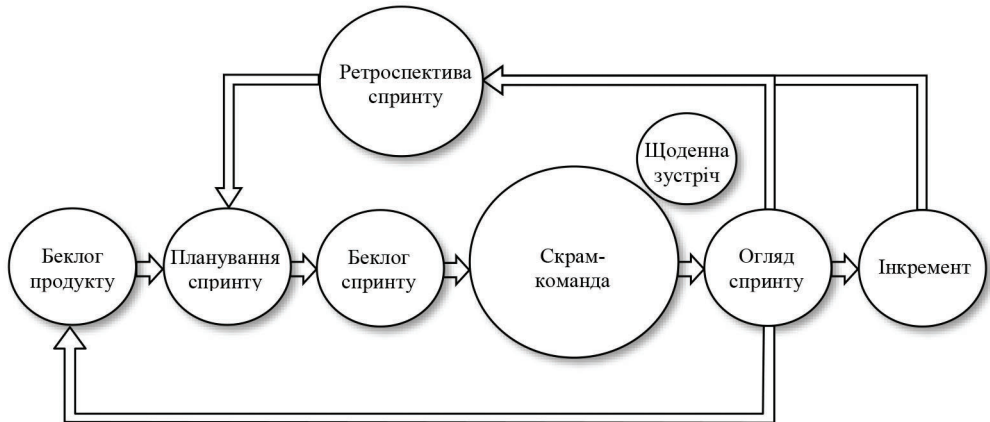 Ретроспектива
спринту
Щоденна
зустріч
Беклог
продукту
Планування
спринту
Беклог
спринту
Скрам-
команда
Огляд
спринту
Інкремент